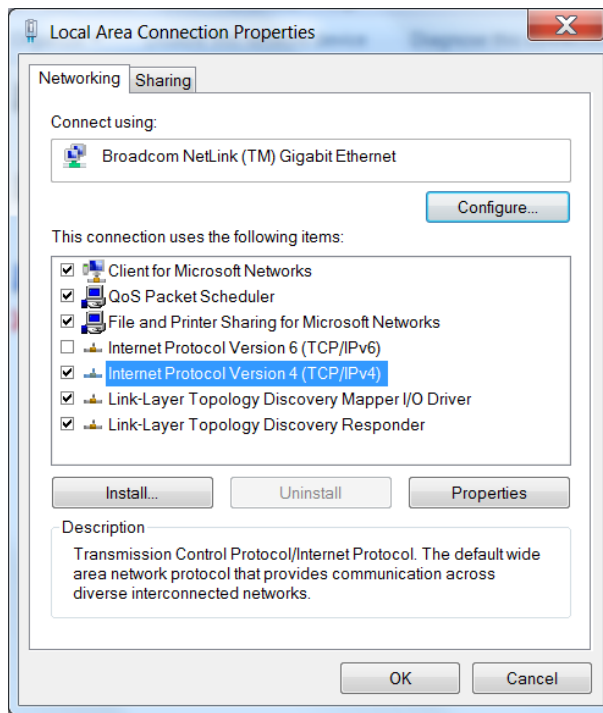 Local Area Connection Properties
Networking
Sharing
Connect using:
Broadcom NetLink (TM) Gigabit Ethernet
Configure...
This connection uses the following items:
Client for Microsoft Networks
QoS Packet Scheduler
File and Printer Sharing for Microsoft Networks
Internet Protocol Version 6 (TCP/IPv6)
Internet Protocol Version 4 (TCP/IPv4)
Link-Layer Topology Discovery Mapper I/O Driver
Link-Layer Topology Discovery Responder
Install...
Uninstall
Properties
Description
Transmission Control Protocol/Internet Protocol. The default wide
area network protocol that provides communication across
diverse interconnected networks.
OK
Cancel